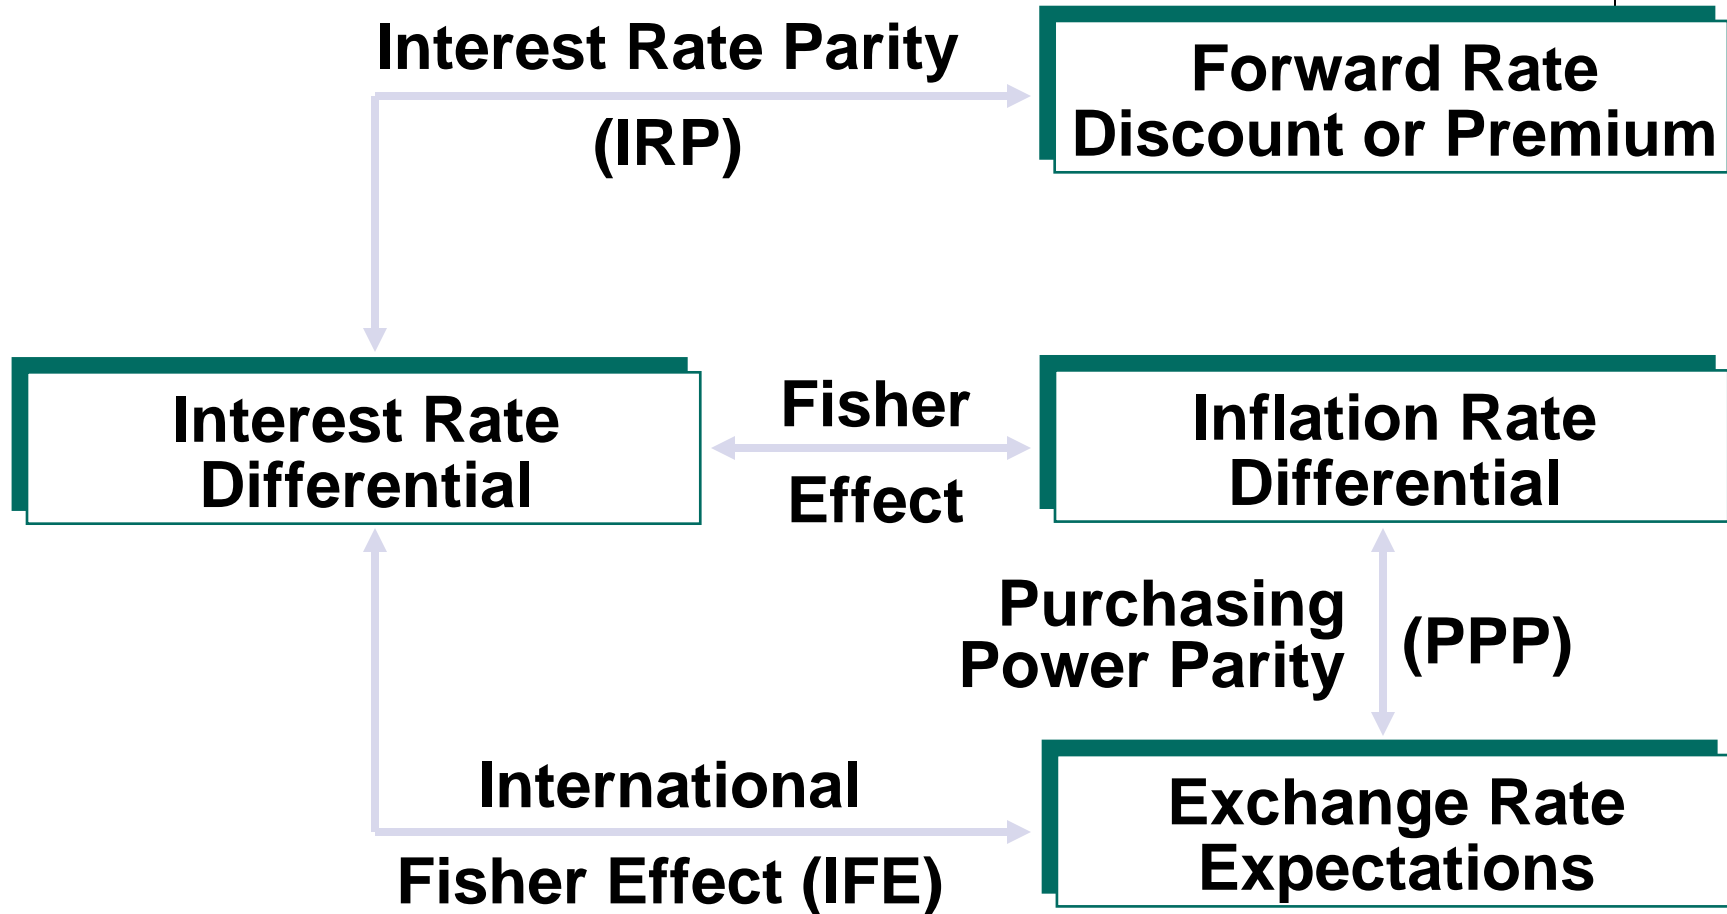 Interest Rate Parity
(IRP)
Forward Rate
Discount or Premium
Interest Rate
Differential
Fisher
Effect
Inflation Rate
Differential
Purchasing
Power Parity
(PPP)
International
Fisher Effect (IFE)
Exchange Rate
Expectations